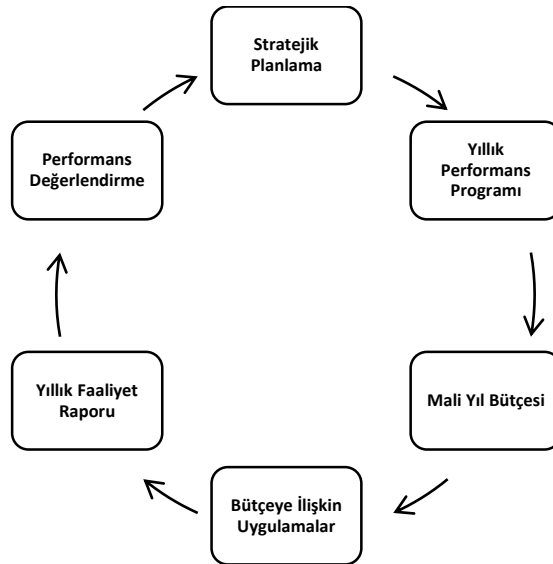 Stratejik
Planlama
Yıllık
Performans
Programı
Mali Yıl Bütçesi
Bütçeye İlişkin
Uygulamalar
Yıllık Faaliyet
Raporu
Performans
Değerlendirme